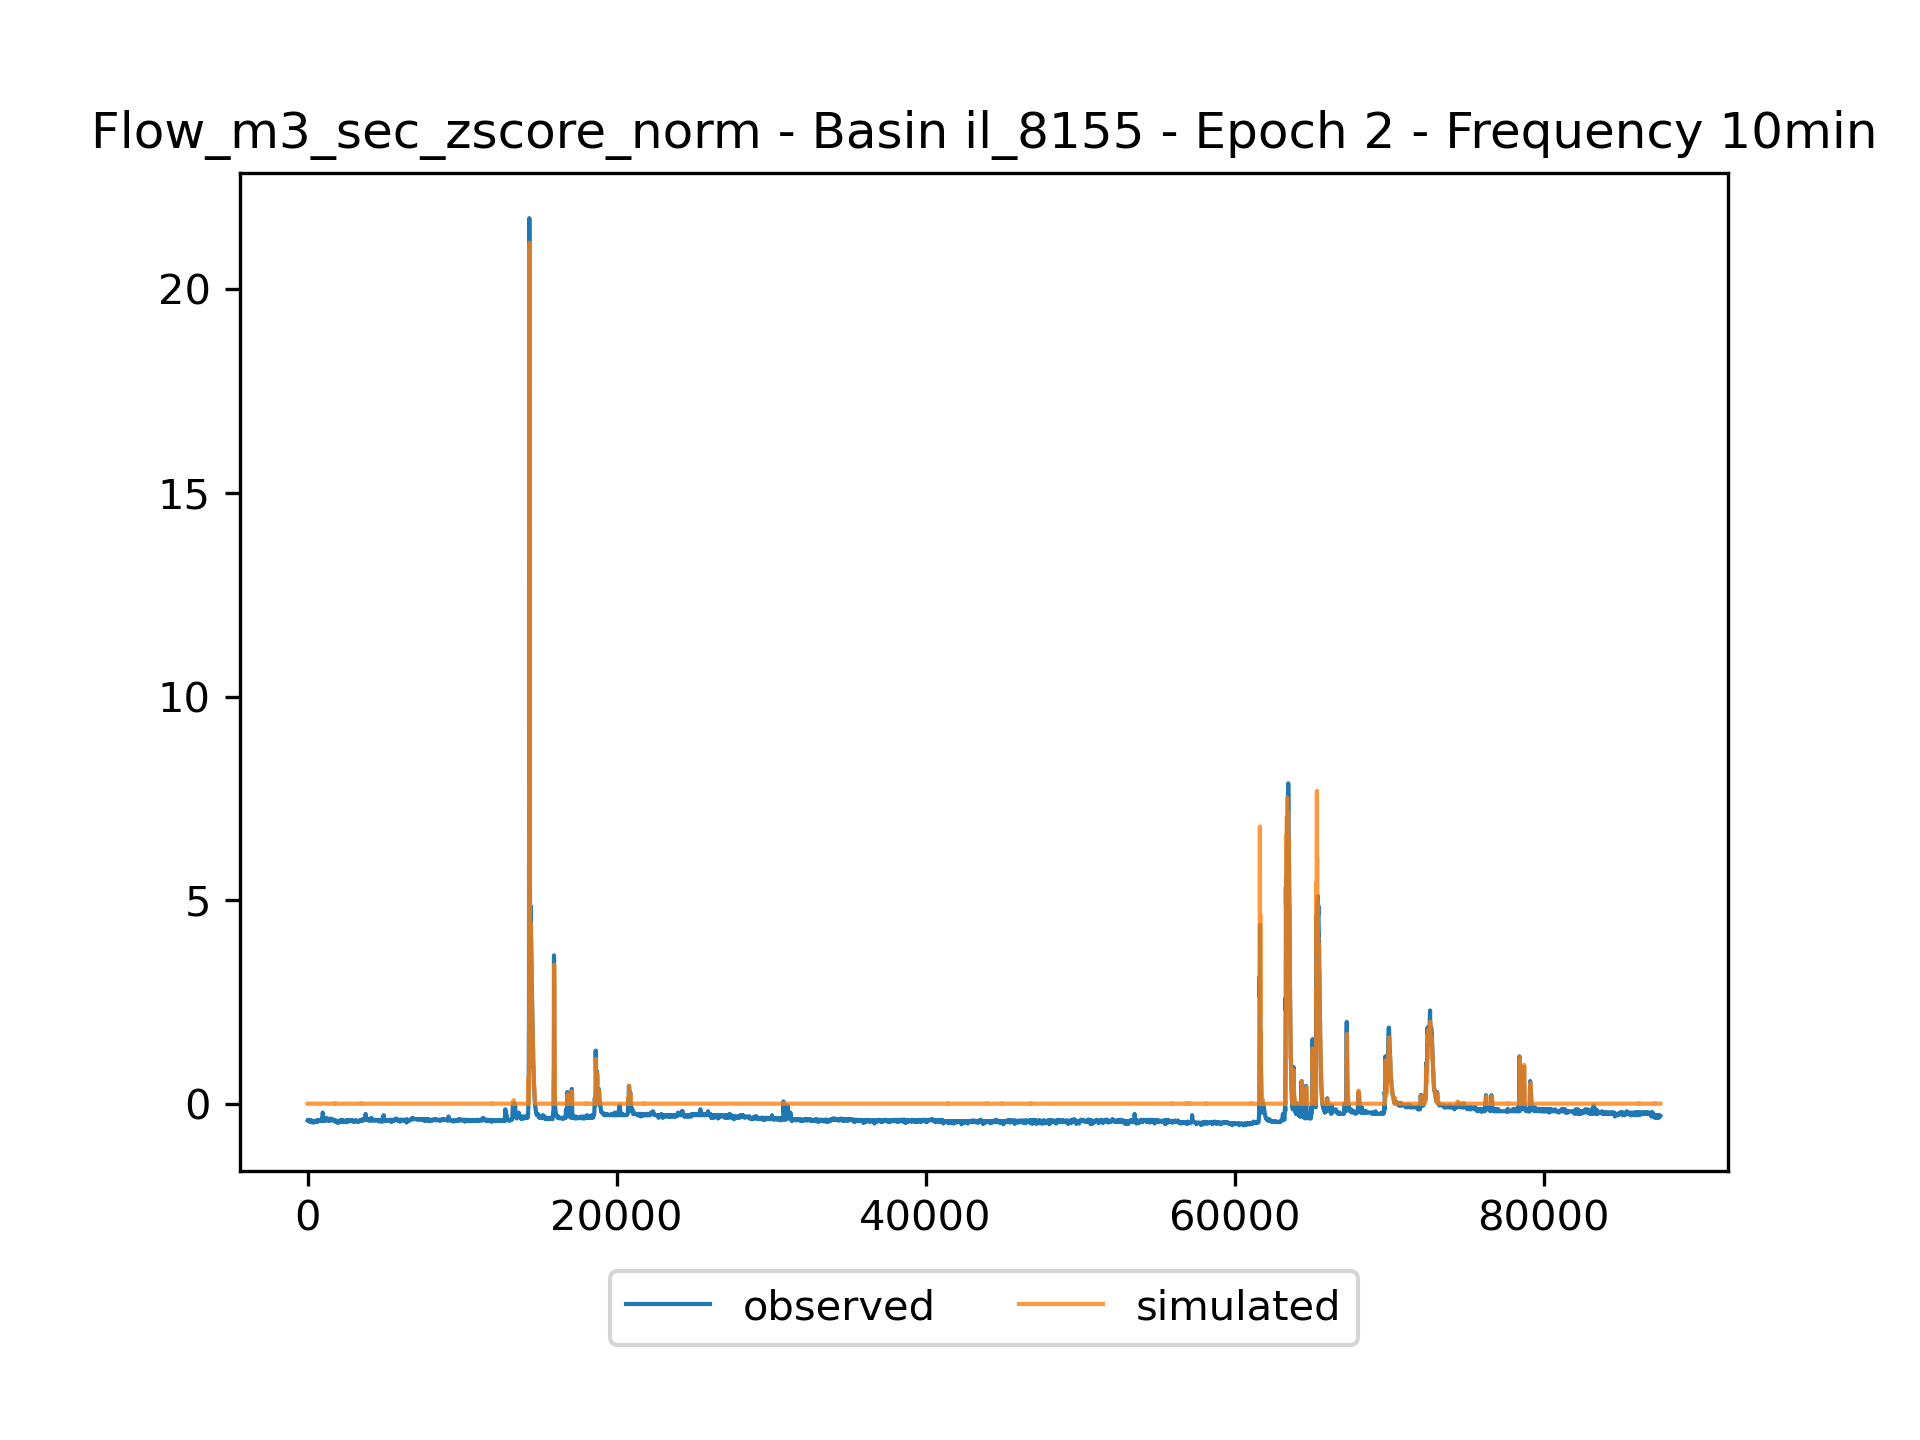 Flow_m3_sec_zscore_norm - Basin il_8155 - Epoch 2 - Frequency 10min
20
15
10
5
0
0 20000 40000 60000 80000
observed simulated